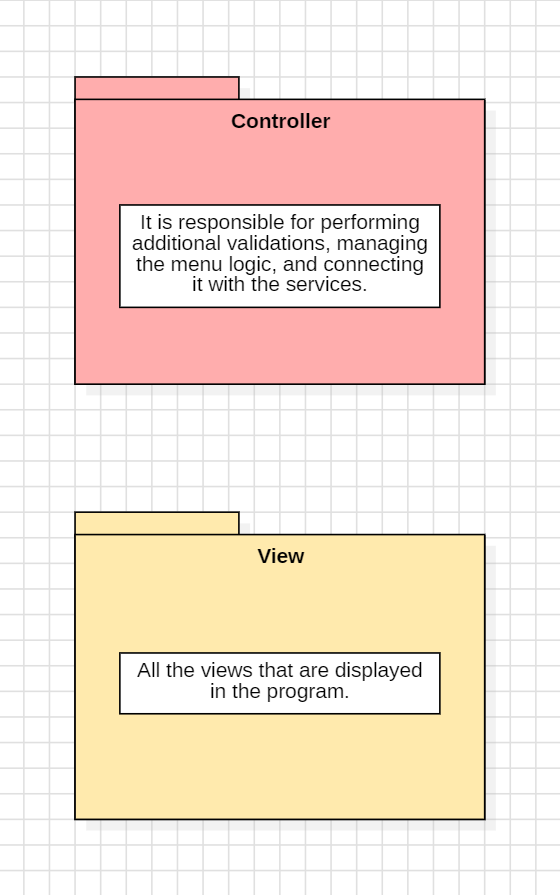 Controller
It is responsible for performing
additional validations, managing
the menu logic, and connecting
it with the services.
View
All the views that are displayed
in the program.